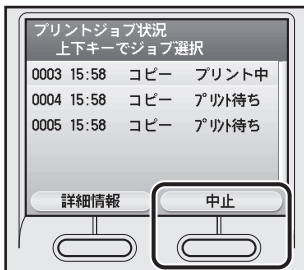 プリントジョブ状況
上下キーでジョブ選択
0003 15:58 コピー プリント中
0004 15:58 コピー ﾌﾟﾘﾝﾄ待ち
0005 15:58 コピー ﾌﾟﾘﾝﾄ待ち
詳細情報 中止